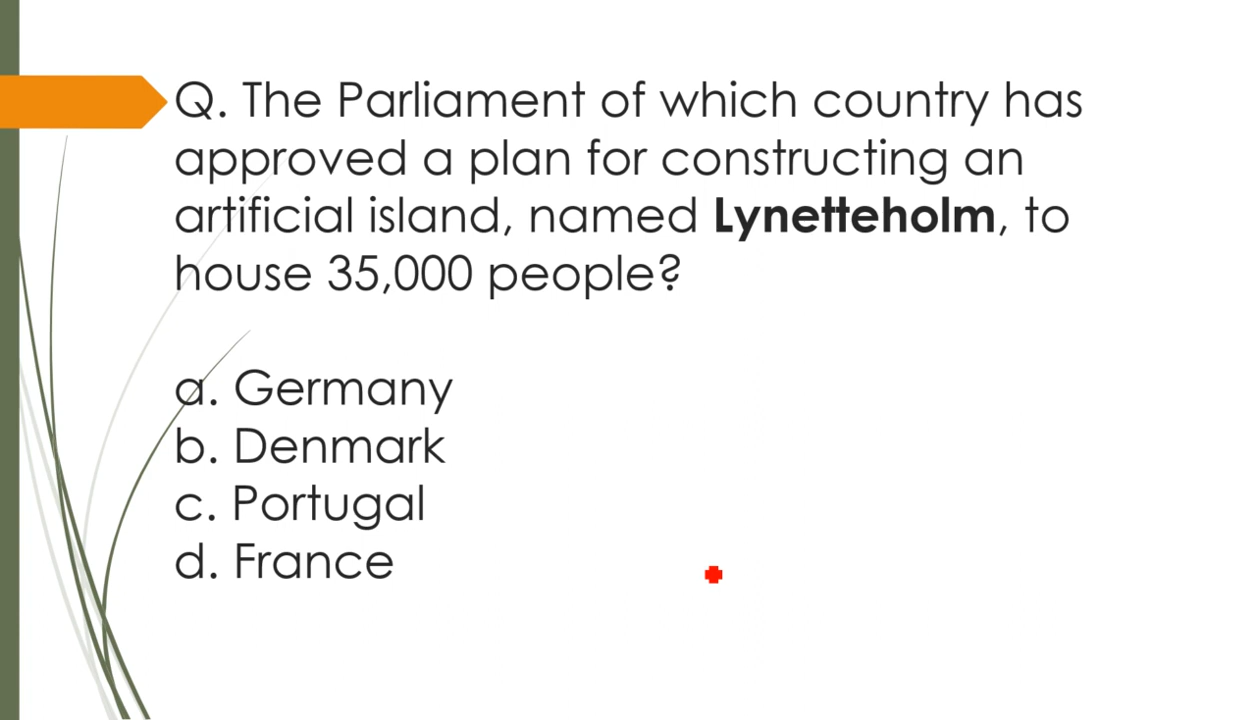 Q. The Parliament of which country has
approved a plan for constructing an
artificial island, named Lynetteholm, to
house 35,000 people?
a. Germany
b. Denmark
c. Portugal
d. France